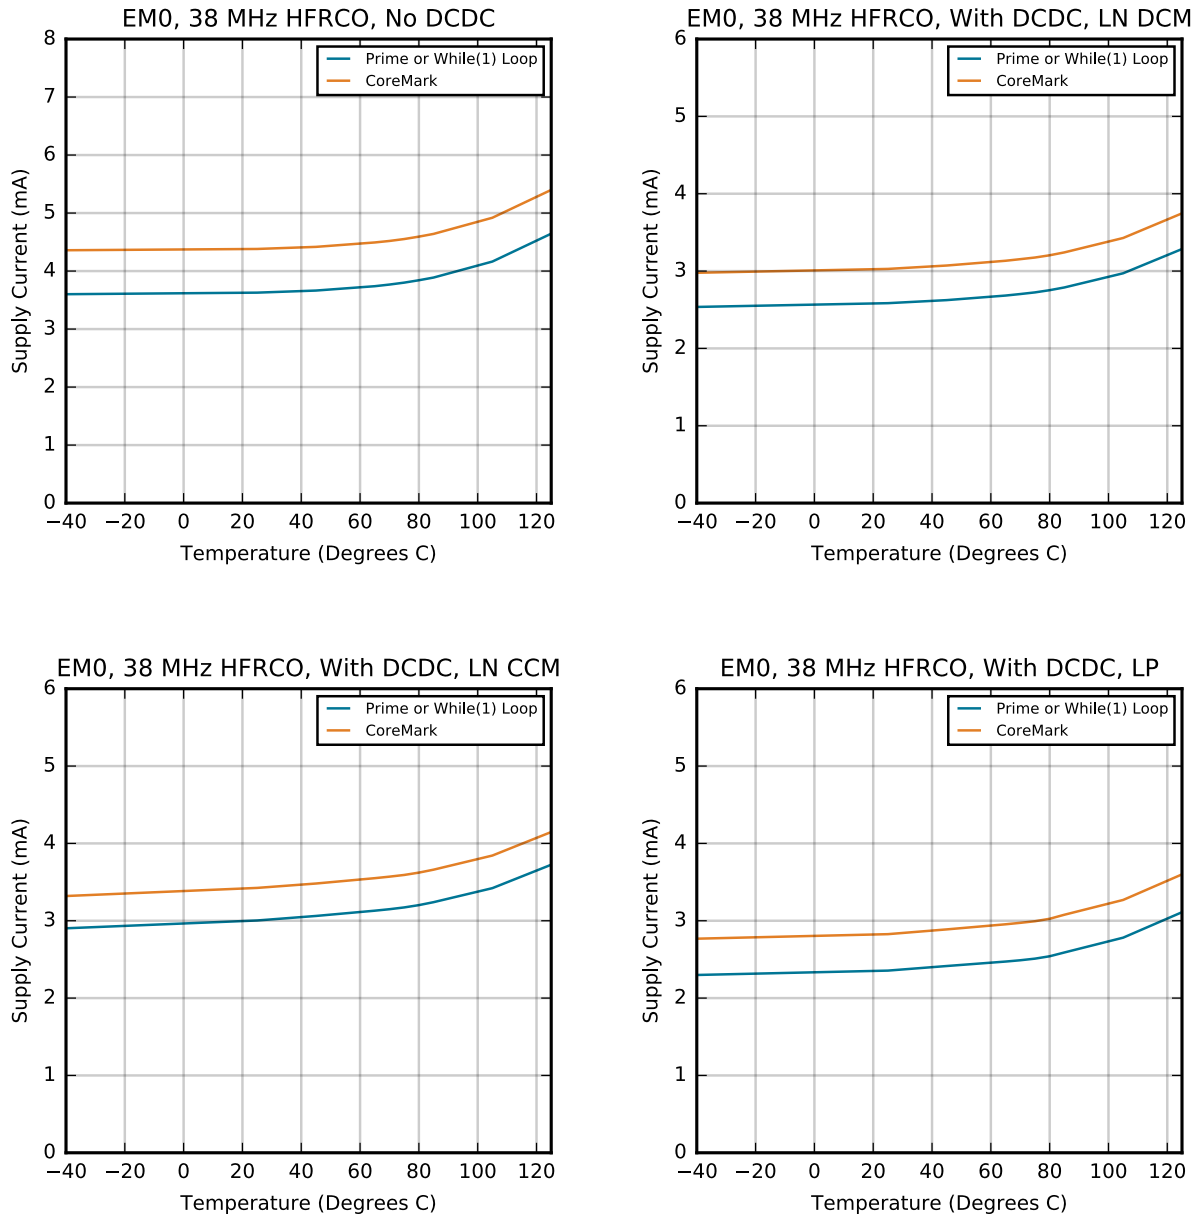 EM0, 38 MHz HFRCO, No DCDC
Prime or While(1) Loop
CoreMark
Supply Current (mA)
8
7
6
5
4
3
2
1
0
−40 −20 0 20 40 60 80 100 120
Temperature (Degrees C)
EM0, 38 MHz HFRCO, With DCDC, LN DCM
Prime or While(1) Loop
CoreMark
Supply Current (mA)
6
5
4
3
2
1
0
−40 −20 0 20 40 60 80 100 120
Temperature (Degrees C)
EM0, 38 MHz HFRCO, With DCDC, LN CCM
Prime or While(1) Loop
CoreMark
Supply Current (mA)
6
5
4
3
2
1
0
−40 −20 0 20 40 60 80 100 120
Temperature (Degrees C)
EM0, 38 MHz HFRCO, With DCDC, LP
Prime or While(1) Loop
CoreMark
Supply Current (mA)
6
5
4
3
2
1
0
−40 −20 0 20 40 60 80 100 120
Temperature (Degrees C)